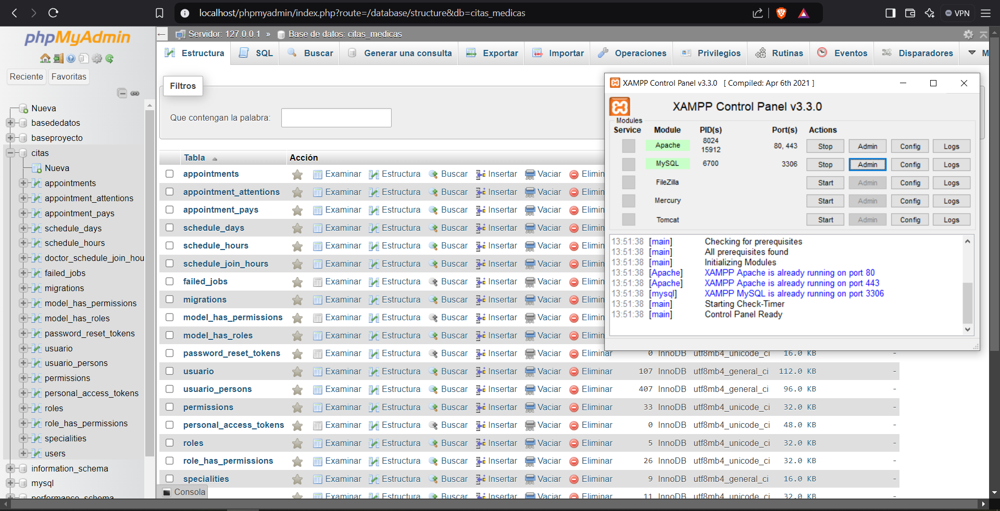 localhost/phpmyadmin/index.php?route=/database/structure&db=citas_medicas
VPN
phpMyAdmin
Reciente Favoritas
Nueva
basededatos
baseproyecto
citas
Nueva
appointments
appointment_attentions
appointment_pays
schedule_days
schedule_hours
doctor_schedule_join_hou
failed_jobs
migrations
model_has_permissions
model_has_roles
password_reset_tokens
usuario
usuario_persons
permissions
personal_access_tokens
roles
role_has_permissions
specialities
users
information_schema
mysql
performance_schema
Servidor: 127.0.0.1 » Base de datos: citas_medicas
Estructura SQL Buscar Generar una consulta Exportar Importar Operaciones Privilegios Rutinas Eventos Disparadores M
Filtros
Que contengan la palabra:
Tabla Acción
appointments Examinar Estructura Buscar Insertar Vaciar Elimin
appointment_attentions Examinar Estructura Buscar Insertar Vaciar Elimin
appointment_pays Examinar Estructura Buscar Insertar Vaciar Elimin
schedule_days Examinar Estructura Buscar Insertar Vaciar Elimin
schedule_hours Examinar Estructura Buscar Insertar Vaciar Elimin
schedule_join_hours Examinar Estructura Buscar Insertar Vaciar Elimin
failed_jobs Examinar Estructura Buscar Insertar Vaciar Elimin
migrations Examinar Estructura Buscar Insertar Vaciar Elimin
model_has_permissions Examinar Estructura Buscar Insertar Vaciar Elimin
model_has_roles Examinar Estructura Buscar Insertar Vaciar Elimin
password_reset_tokens Examinar Estructura Buscar Insertar Vaciar Eliminar 0 InnoDB utf8mb4_unicode_ci 16.0 KB -
usuario Examinar Estructura Buscar Insertar Vaciar Eliminar 107 InnoDB utf8mb4_general_ci 112.0 KB -
usuario_persons Examinar Estructura Buscar Insertar Vaciar Eliminar 407 InnoDB utf8mb4_general_ci 96.0 KB -
permissions Examinar Estructura Buscar Insertar Vaciar Eliminar 33 InnoDB utf8mb4_unicode_ci 32.0 KB -
personal_access_tokens Examinar Estructura Buscar Insertar Vaciar Eliminar 0 InnoDB utf8mb4_unicode_ci 48.0 KB -
roles Examinar Estructura Buscar Insertar Vaciar Eliminar 5 InnoDB utf8mb4_unicode_ci 32.0 KB -
role_has_permissions Examinar Estructura Buscar Insertar Vaciar Eliminar 26 InnoDB utf8mb4_unicode_ci 32.0 KB -
specialities Examinar Estructura Buscar Insertar Vaciar Eliminar 9 InnoDB utf8mb4_general_ci 16.0 KB -
Examinar Estructura Buscar Insertar Vaciar Eliminar 11 InnoDB utf8mb4_unicode_ci 32.0 KB -
Consola
XAMPP Control Panel v3.3.0 [ Compiled: Apr 6th 2021 ]
XAMPP Control Panel v3.3.0
Modules
Service Module PID(s) Port(s) Actions
Apache 8024 15912 80, 443 Stop Admin Config Logs
MySQL 6700 3306 Stop Admin Config Logs
FileZilla Start Admin Config Logs
Mercury Start Admin Config Logs
Tomcat Start Admin Config Logs
13:51:38 [main] Checking for prerequisites
13:51:38 [main] All prerequisites found
13:51:38 [main] Initializing Modules
13:51:38 [Apache] XAMPP Apache is already running on port 80
13:51:38 [Apache] XAMPP Apache is already running on port 443
13:51:38 [mysql] XAMPP MySQL is already running on port 3306
13:51:38 [main] Starting Check-Timer
13:51:38 [main] Control Panel Ready